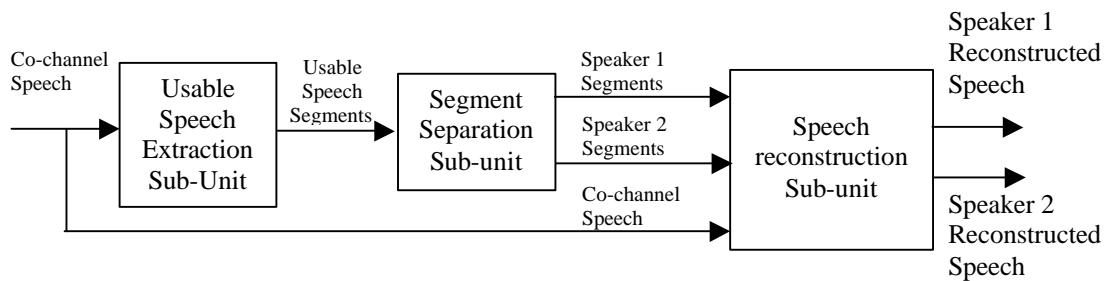 Co-channel
Speech
Usable
Speech
Extraction
Sub-Unit
Usable
Speech
Segments
Segment
Separation
Sub-unit
Speaker 1
Segments
Speaker 2
Segments
Co-channel
Speech
Speech
reconstruction
Sub-unit
Speaker 1
Reconstructed
Speech
Speaker 2
Reconstructed
Speech